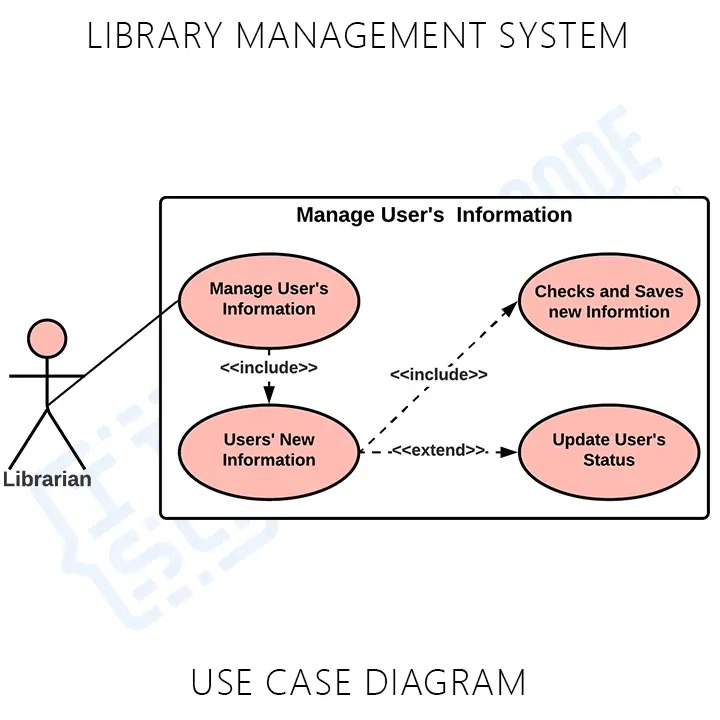 LIBRARY MANAGEMENT SYSTEM
Manage User's Information
Manage User's
Information
Checks and Saves
new Informtion
<<include>>
<<include>>
Users' New
Information
<<extend>>
Update User's
Status
Librarian
USE CASE DIAGRAM